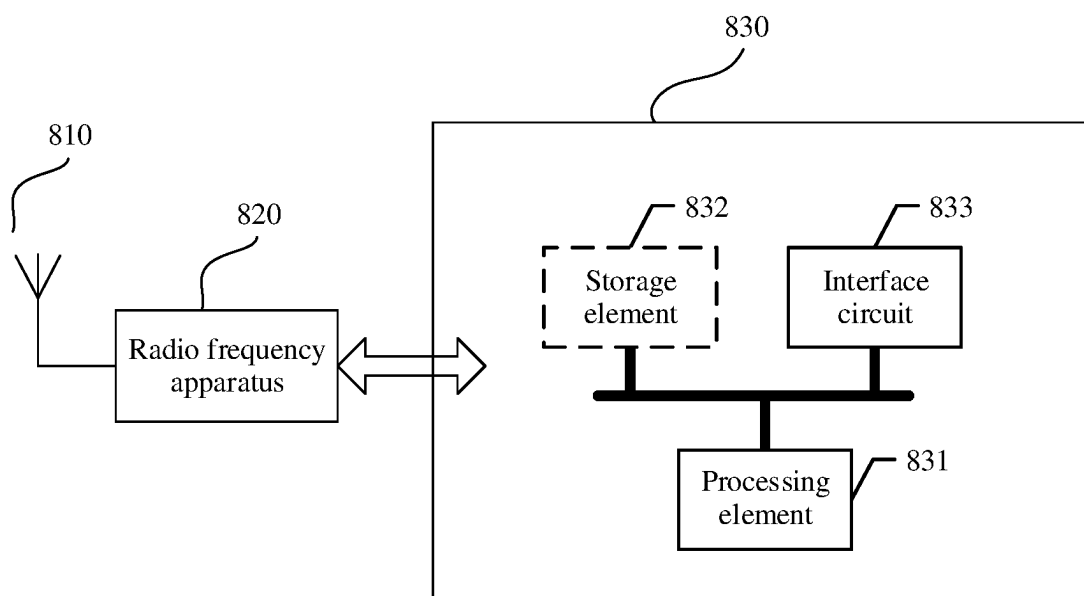 830
810
820
832
833
Storage
element
Interface
circuit
Radio frequency
apparatus
831
Processing
element